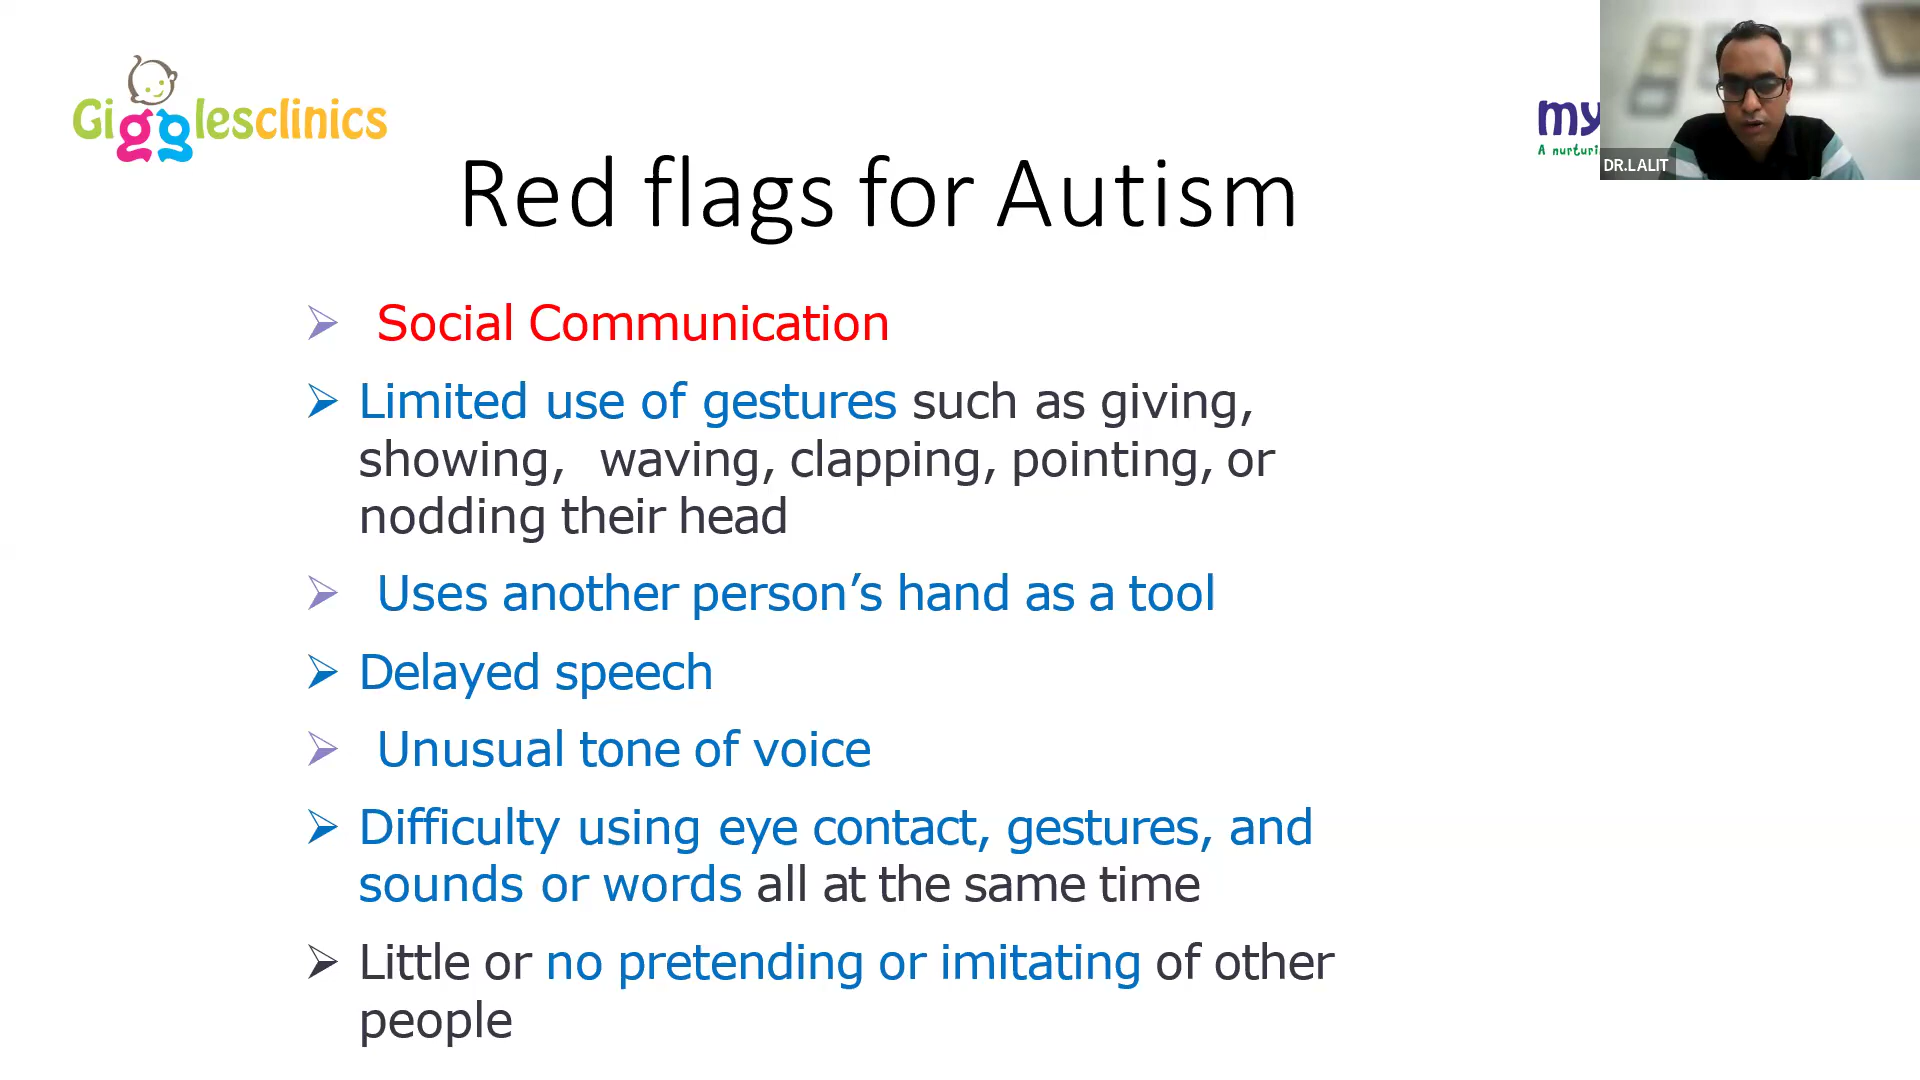 Gigglesclinics
my
A nurturi
DR.LALIT
Red flags for Autism
➢ Social Communication
➢ Limited use of gestures such as giving,
showing, waving, clapping, pointing, or
nodding their head
➢ Uses another person’s hand as a tool
➢ Delayed speech
➢ Unusual tone of voice
➢ Difficulty using eye contact, gestures, and
sounds or words all at the same time
➢ Little or no pretending or imitating of other
people